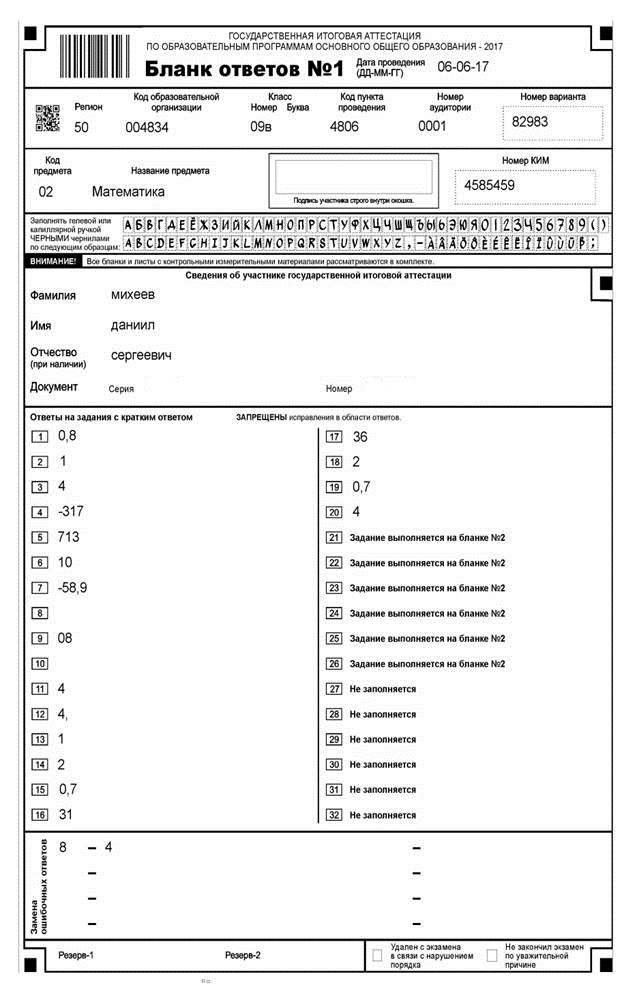 ГОСУДАРСТВЕННАЯ ИТОГОВАЯ АТТЕСТАЦИЯ
ПО ОБРАЗОВАТЕЛЬНЫМ ПРОГРАММАМ ОСНОВНОГО ОБЩЕГО ОБРАЗОВАНИЯ - 2017
Бланк ответов №1 Дата проведения (ДД-ММ-ГГ) 06-06-17
Регион Код образовательной организации Класс Номер Буква Код пункта проведения Номер аудитории Номер варианта
50 004834 09в 4806 0001 82983
Код предмета Название предмета Номер КИМ
02 Математика 4585459
Подпись участника строго внутри окошка.
Заполнять гелевой или капиллярной ручкой ЧЕРНЫМИ чернилами по следующим образцам:
АБВГДЕЁЖЗИЙКЛМНОПРСТУФХЦЧШЩЪЫЬЭЮЯ0123456789()
ABCDEFGHIJKLMNOPQRSTUVWXYZ,-
ВНИМАНИЕ! Все бланки и листы с контрольными измерительными материалами рассматриваются в комплекте.
Сведения об участнике государственной итоговой аттестации
Фамилия михеев
Имя даниил
Отчество сергеевич
(при наличии)
Документ Серия Номер
Ответы на задания с кратким ответом ЗАПРЕЩЕНЫ исправления в области ответов.
1 0,8
2 1
3 4
4 -317
5 713
6 10
7 -58,9
8
9 08
10
11 4
12 4,
13 1
14 2
15 0,7
16 31
17 36
18 2
19 0,7
20 4
21 Задание выполняется на бланке №2
22 Задание выполняется на бланке №2
23 Задание выполняется на бланке №2
24 Задание выполняется на бланке №2
25 Задание выполняется на бланке №2
26 Задание выполняется на бланке №2
27 Не заполняется
28 Не заполняется
29 Не заполняется
30 Не заполняется
31 Не заполняется
32 Не заполняется
Замена ошибочных ответов
8 – 4 –
– –
– –
– –
Резерв-1 Резерв-2
Удален с экзамена в связи с нарушением порядка
Не закончил экзамен по уважительной причине